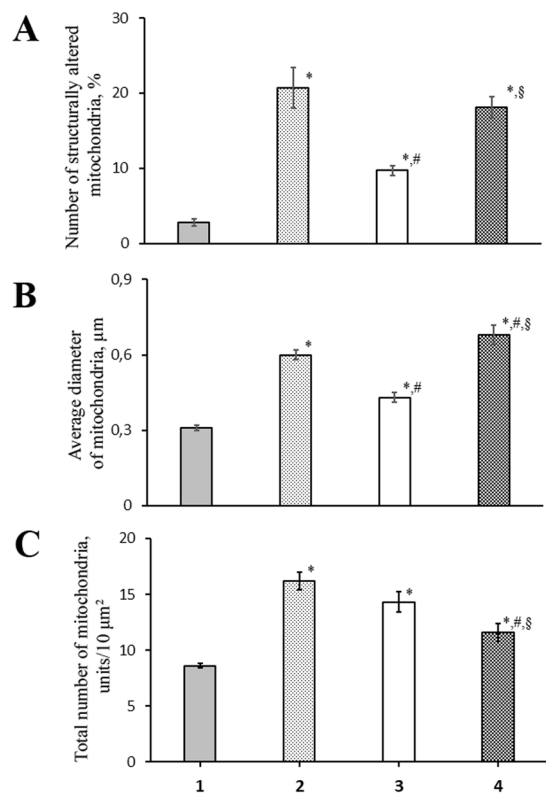 A
Number of structurally altered
mitochondria, %
30
20
10
0
*
*,#
*,§
B
Average diameter
of mitochondria, µm
0,9
0,6
0,3
0
*
*,#
*,#,§
C
Total number of mitochondria,
units/10 µm²
20
15
10
5
0
*
*
*,#,§
1 2 3 4